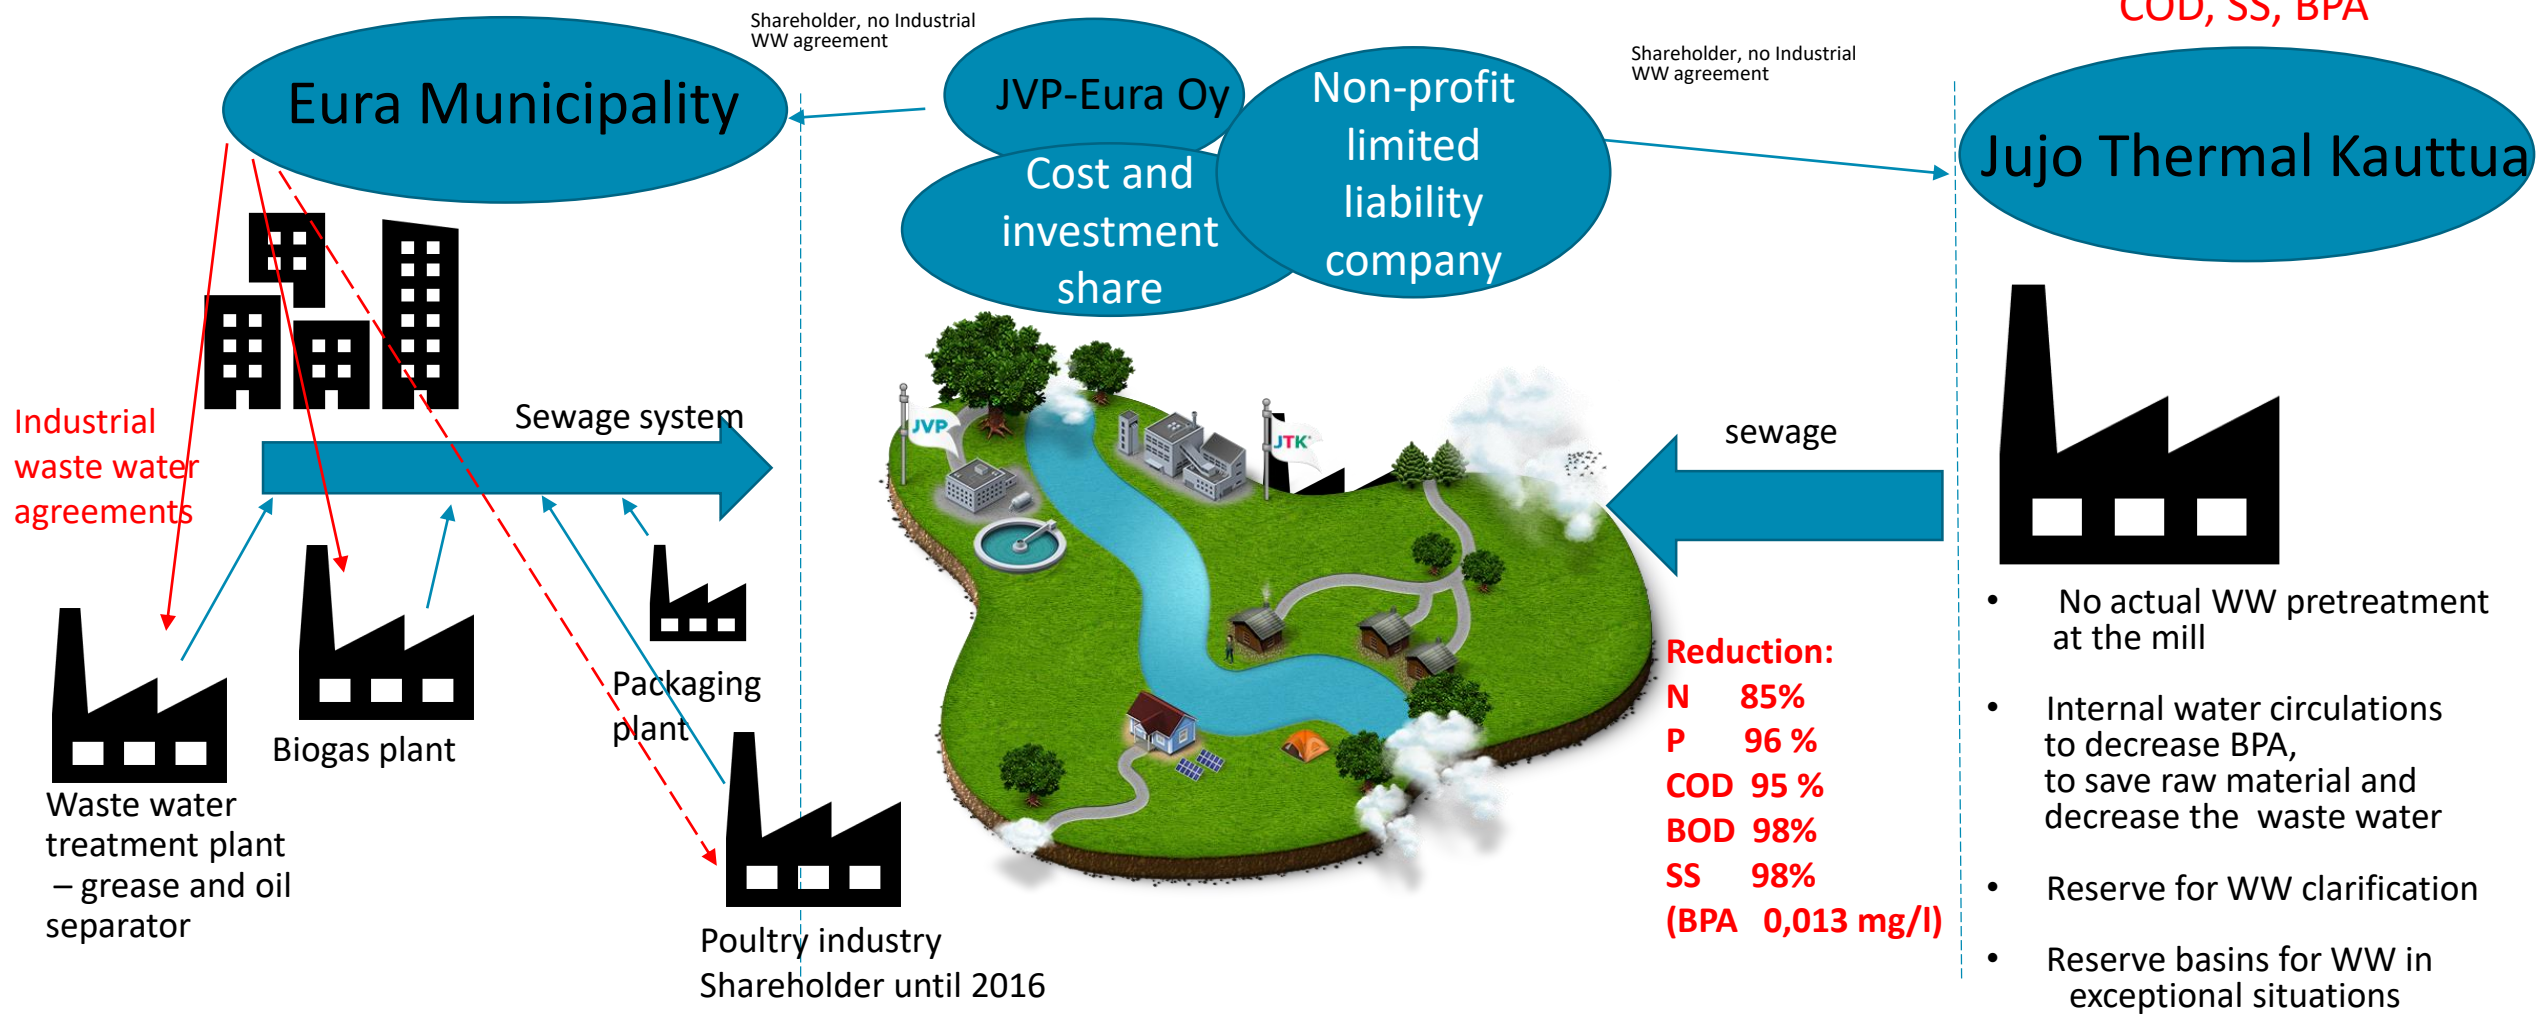 COD, SS, BPA
Shareholder, no Industrial
WW agreement
Shareholder, no Industrial
WW agreement
Eura Municipality
JVP-Eura Oy
Non-profit
limited
liability
company
Cost and
investment
share
Jujo Thermal Kauttua
Industrial
waste water
agreements
Sewage system
sewage
JVP
JTK
Packaging
plant
Biogas plant
Waste water
treatment plant
– grease and oil
separator
Poultry industry
Shareholder until 2016
Reduction:
N 85%
P 96 %
COD 95 %
BOD 98%
SS 98%
(BPA 0,013 mg/l)
• No actual WW pretreatment
at the mill
• Internal water circulations
to decrease BPA,
to save raw material and
decrease the waste water
• Reserve for WW clarification
• Reserve basins for WW in
exceptional situations